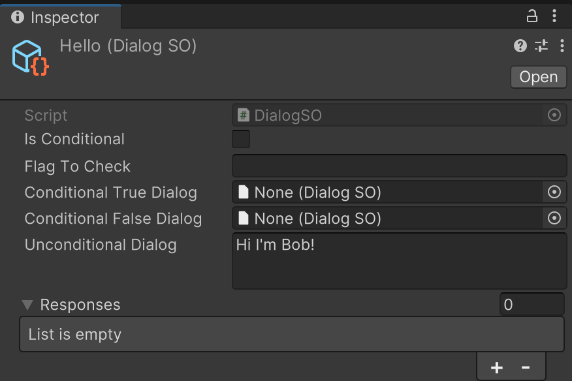 Inspector
Hello (Dialog SO)
Open
Script # DialogSO
Is Conditional
Flag To Check
Conditional True Dialog None (Dialog SO)
Conditional False Dialog None (Dialog SO)
Unconditional Dialog Hi I'm Bob!
Responses 0
List is empty
+ -